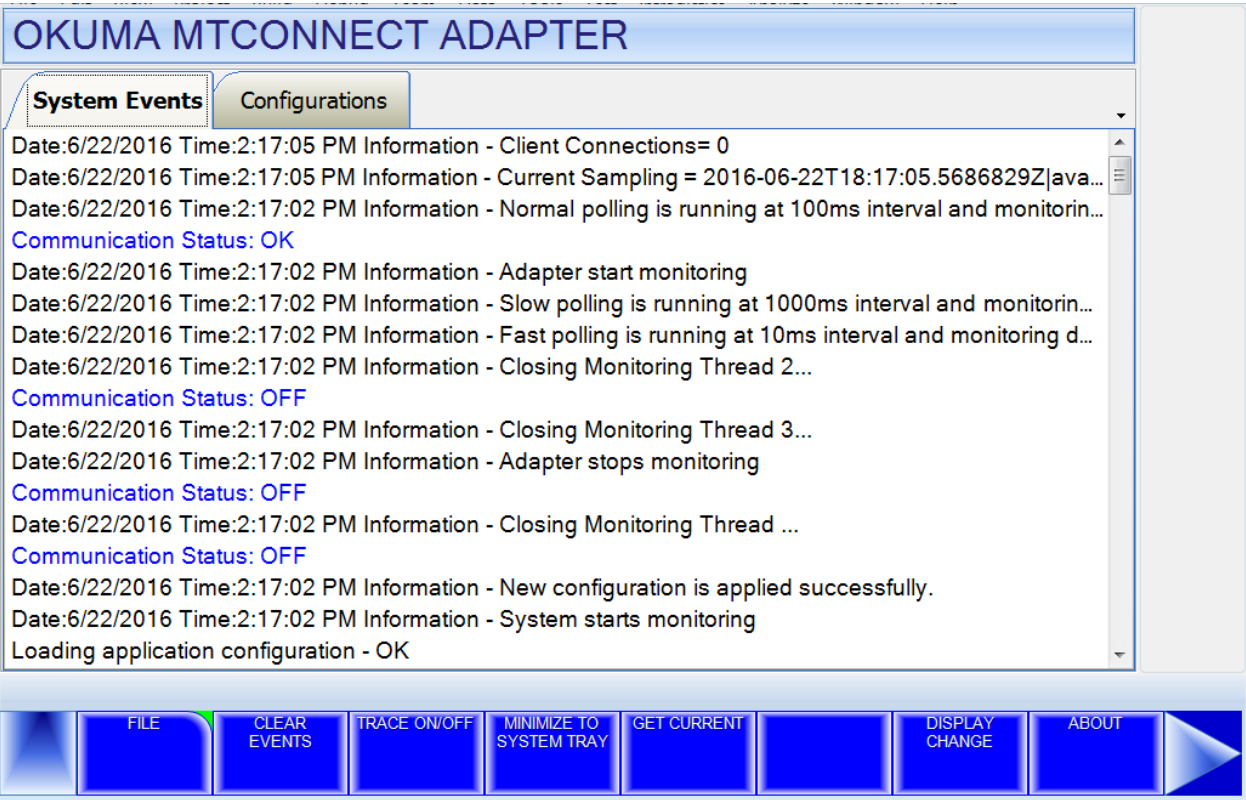 OKUMA MTCONNECT ADAPTER
System Events Configurations
Date:6/22/2016 Time:2:17:05 PM Information - Client Connections= 0
Date:6/22/2016 Time:2:17:05 PM Information - Current Sampling = 2016-06-22T18:17:05.5686829Z|ava...
Date:6/22/2016 Time:2:17:02 PM Information - Normal polling is running at 100ms interval and monitorin...
Communication Status: OK
Date:6/22/2016 Time:2:17:02 PM Information - Adapter start monitoring
Date:6/22/2016 Time:2:17:02 PM Information - Slow polling is running at 1000ms interval and monitorin...
Date:6/22/2016 Time:2:17:02 PM Information - Fast polling is running at 10ms interval and monitoring d...
Date:6/22/2016 Time:2:17:02 PM Information - Closing Monitoring Thread 2...
Communication Status: OFF
Date:6/22/2016 Time:2:17:02 PM Information - Closing Monitoring Thread 3...
Date:6/22/2016 Time:2:17:02 PM Information - Adapter stops monitoring
Communication Status: OFF
Date:6/22/2016 Time:2:17:02 PM Information - Closing Monitoring Thread ...
Communication Status: OFF
Date:6/22/2016 Time:2:17:02 PM Information - New configuration is applied successfully.
Date:6/22/2016 Time:2:17:02 PM Information - System starts monitoring
Loading application configuration - OK
FILE
CLEAR
EVENTS
TRACE ON/OFF
MINIMIZE TO
SYSTEM TRAY
GET CURRENT
DISPLAY
CHANGE
ABOUT